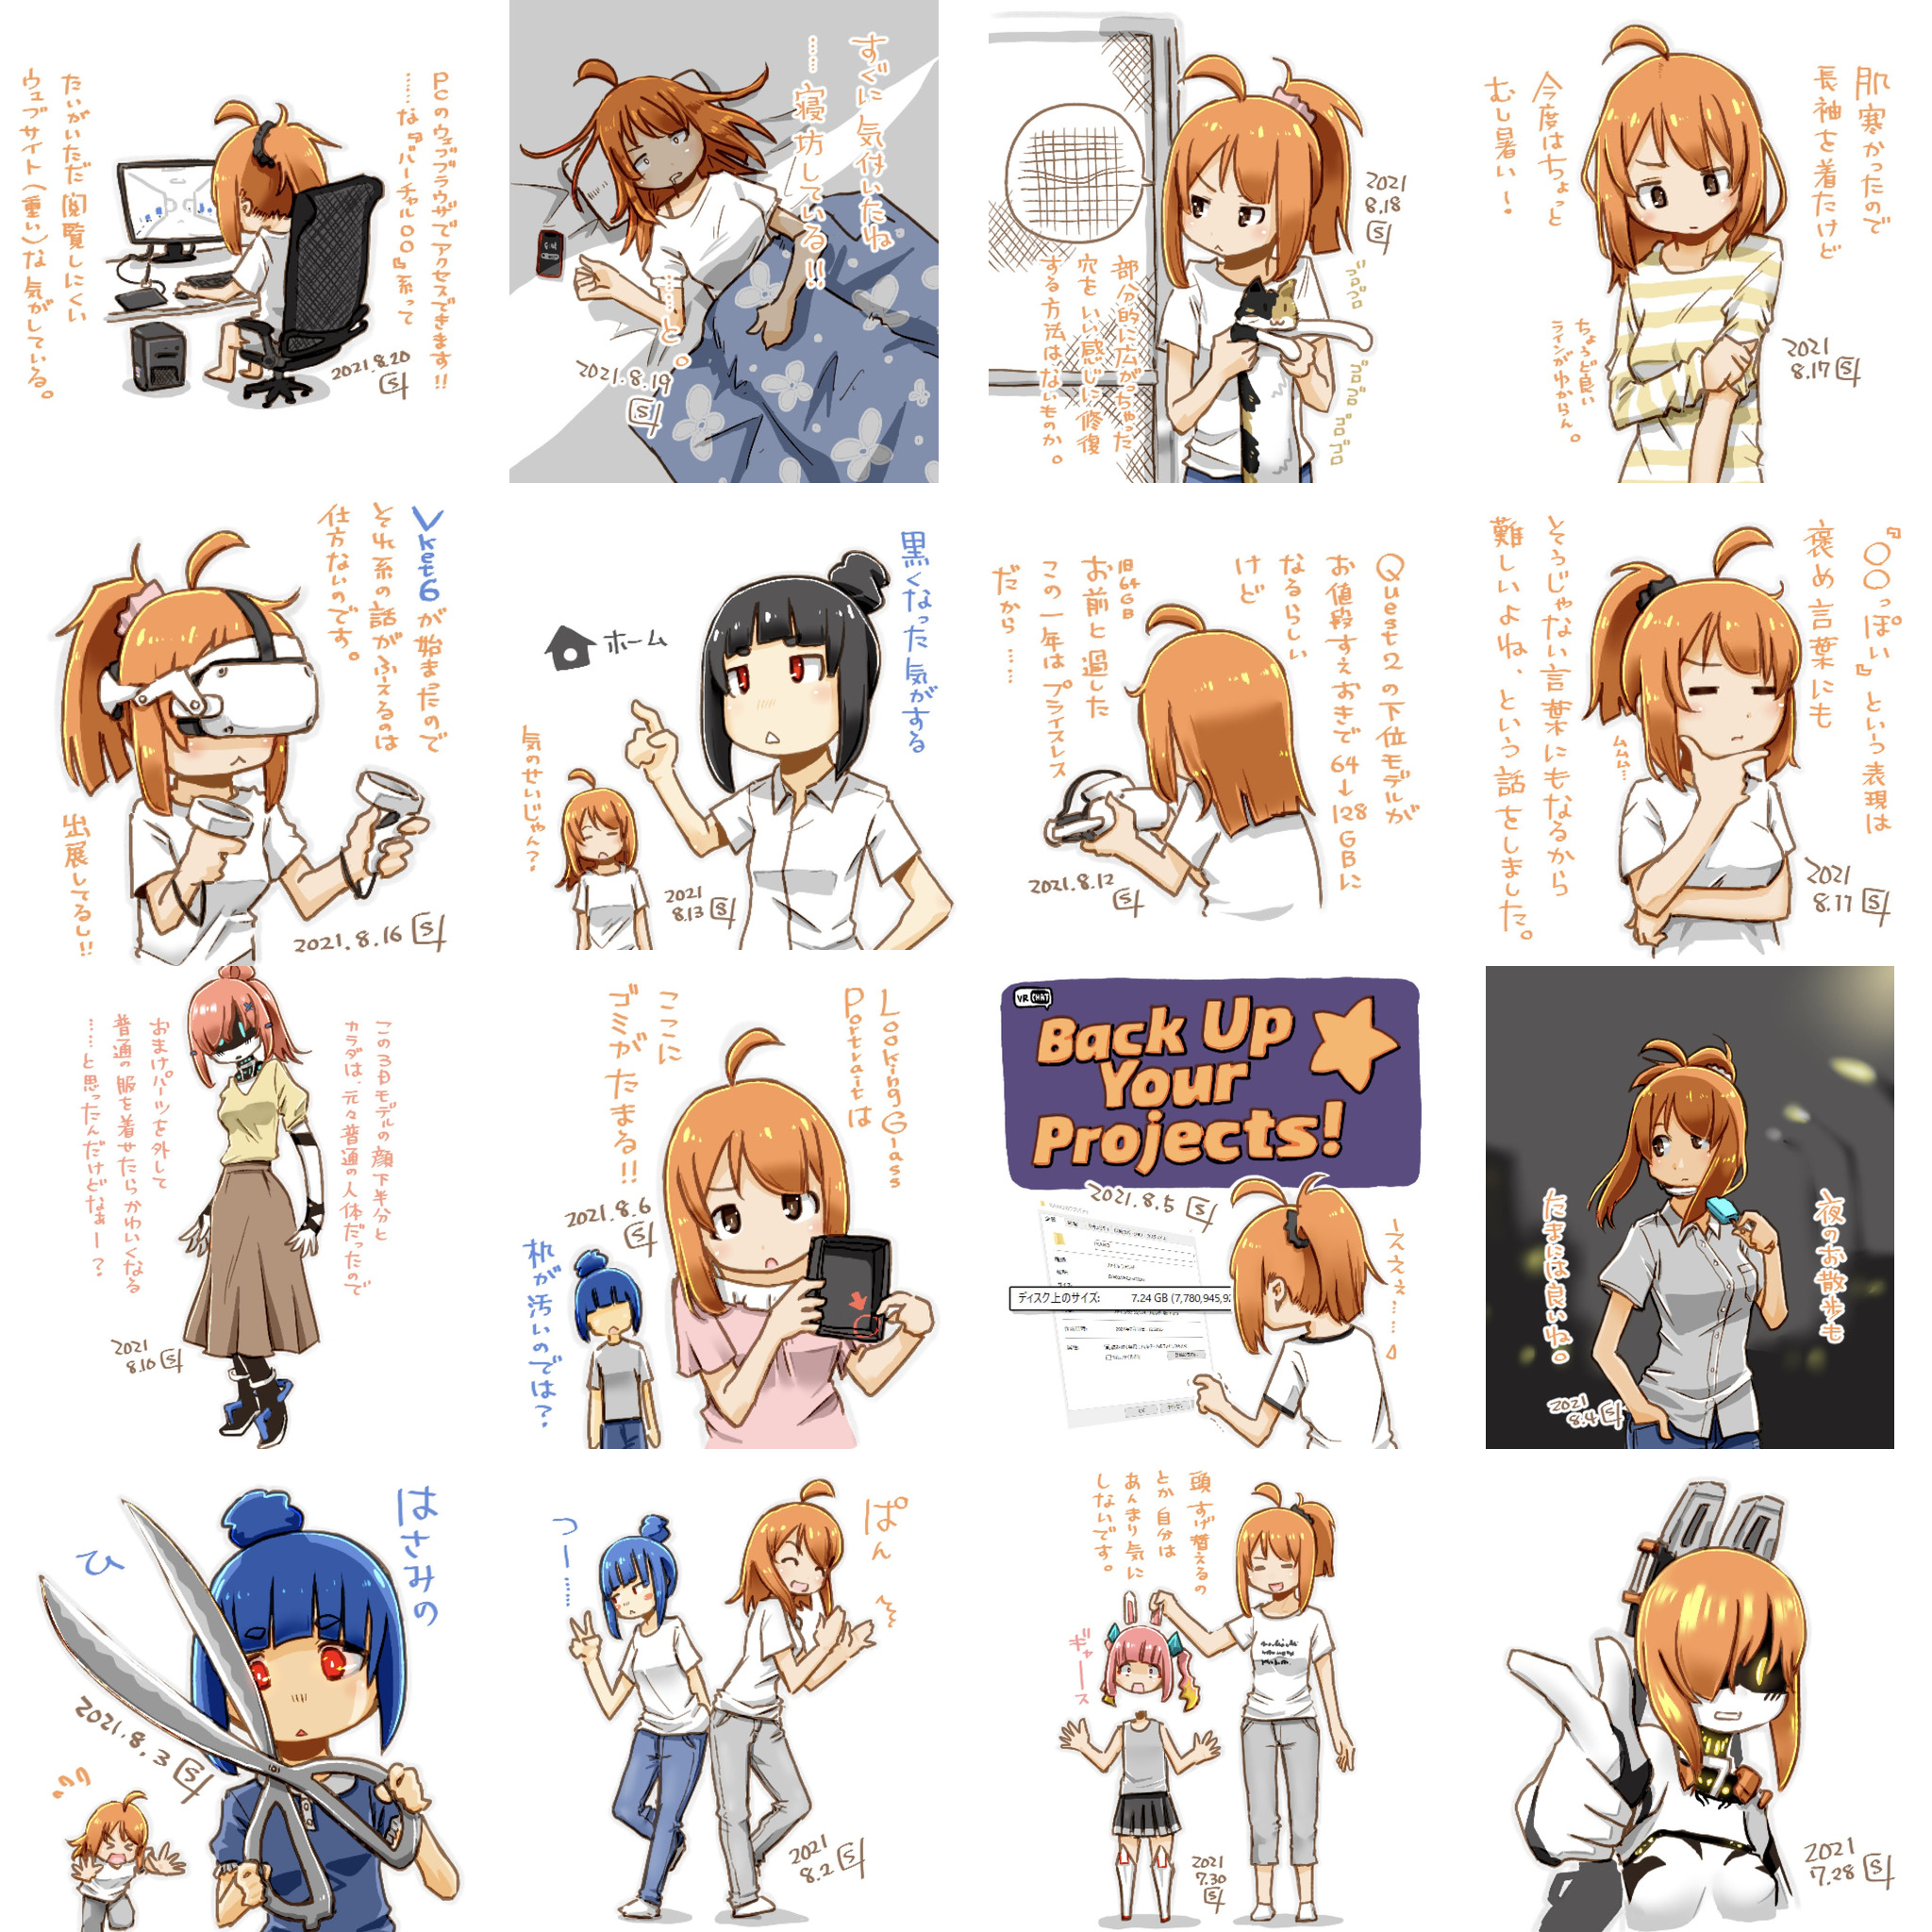 PCのウェブブラウザでアクセスできます!!
……な『バーチャル○○』系って
たいがいただ閲覧しにくい
ウェブサイト(重い)な気がしている。
2021.8.20
すぐに気付いたね
……寝坊している!!
……と。
2021.8.19
部分的に広がっちゃった
穴をいい感じに修復
する方法はないものか。
ゴロゴロ
ゴロゴロ
ゴロゴロ
2021
8.18
肌寒かったので
長袖を着たけど
今度はちょっと
むし暑い!
ちょうど良い
ラインがわからん。
2021
8.17
Vket6が始まったので
それ系の話がふえるのは
仕方ないのです。
出展してるし!!
2021.8.16
黒くなった気がする
ホーム
気のせいじゃん?
2021
8.13
Quest2の下位モデルが
お値段すえおきで64→128GBに
なるらしい
けど
旧64GB
お前と過した
この一年はプライスレス
だから……
2021.8.12
『○○っぽい』という表現は
褒め言葉にも
そうじゃない言葉にもなるから
難しいよね、という話をしました。
ムムム…
2021
8.11
この3Dモデルの顔下半分と
カラダは、元々普通の人体だったので
おまけパーツを外して
普通の服を着せたらかわいくなる
……と思ったんだけどなぁー?
2021
8.10
Looking Glass
Portraitは
ここに
ゴミがたまる!!
2021.8.6
机が汚いのでは?
VRCHAT
Back Up
Your
Projects!
2021.8.5
ディスク上のサイズ: 7.24 GB (7,780,945,92
ーええぇ……
夜のお散歩も
たまには良いね。
2021
8.4
はさみの
ひ
2021.8.3
ぱん
つー……
2021
8.2
頭すげ替えるの
とか自分は
あんまり気に
しないです。
ギャース
2021
7.30
2021
7.28